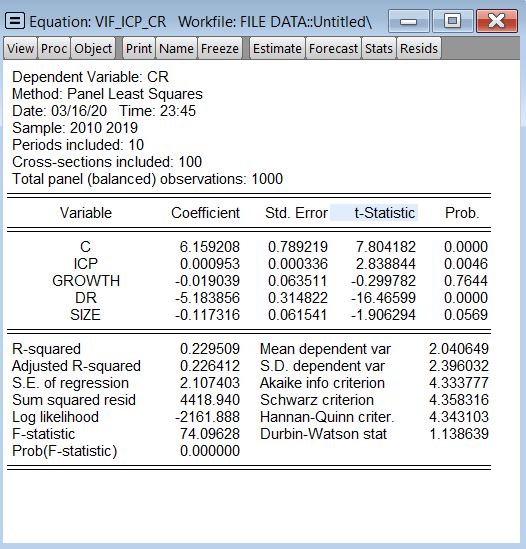 Equation: VIF_ICP_CR Workfile: FILE DATA::Untitled\
View Proc Object Print Name Freeze Estimate Forecast Stats Resids
Dependent Variable: CR
Method: Panel Least Squares
Date: 03/16/20 Time: 23:45
Sample: 2010 2019
Periods included: 10
Cross-sections included: 100
Total panel (balanced) observations: 1000
Variable Coefficient Std. Error t-Statistic Prob.
C 6.159208 0.789219 7.804182 0.0000
ICP 0.000953 0.000336 2.838844 0.0046
GROWTH -0.019039 0.063511 -0.299782 0.7644
DR -5.183856 0.314822 -16.46599 0.0000
SIZE -0.117316 0.061541 -1.906294 0.0569
R-squared 0.229509 Mean dependent var 2.040649
Adjusted R-squared 0.226412 S.D. dependent var 2.396032
S.E. of regression 2.107403 Akaike info criterion 4.333777
Sum squared resid 4418.940 Schwarz criterion 4.358316
Log likelihood -2161.888 Hannan-Quinn criter. 4.343103
F-statistic 74.09628 Durbin-Watson stat 1.138639
Prob(F-statistic) 0.000000